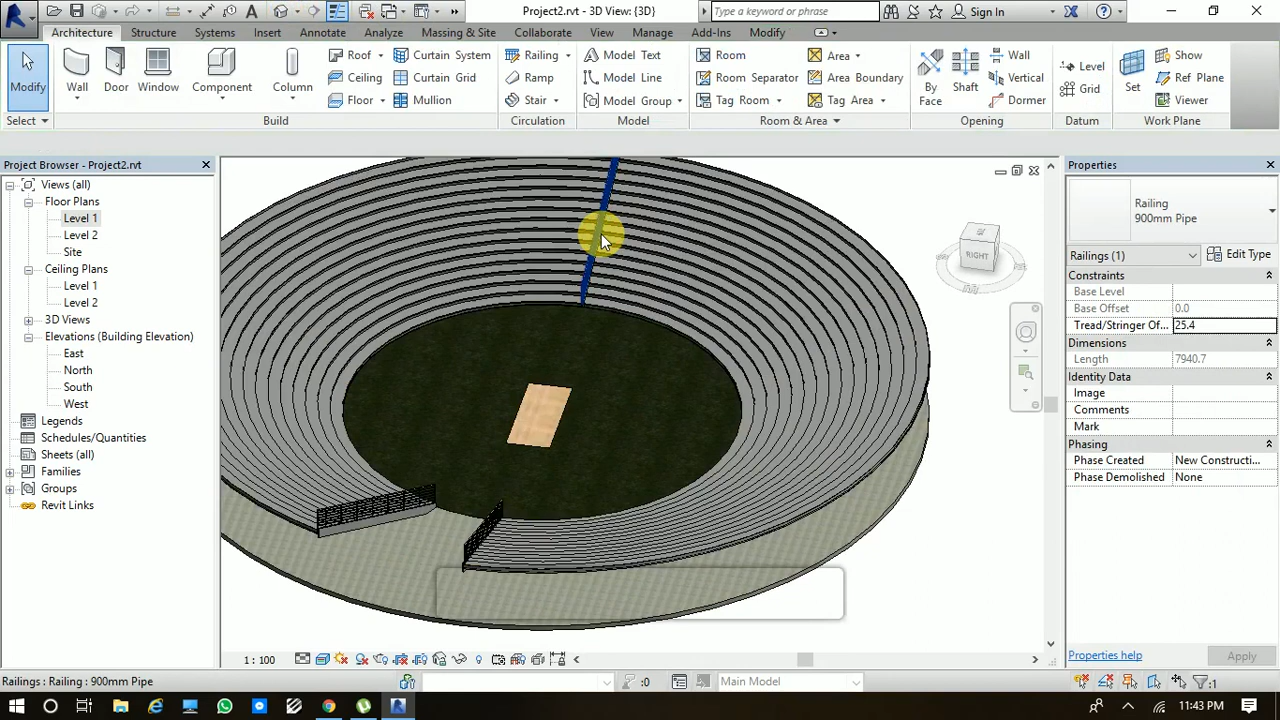 Project2.rvt - 3D View: {3D}
Type a keyword or phrase
Sign In
Architecture Structure Systems Insert Annotate Analyze Massing & Site Collaborate View Manage Add-Ins Modify
Modify
Wall
Door
Window
Component
Column
Roof
Ceiling
Floor
Curtain System
Curtain Grid
Mullion
Railing
Ramp
Stair
Model Text
Model Line
Model Group
Room
Room Separator
Tag Room
Area
Area Boundary
Tag Area
By Face
Shaft
Wall
Vertical
Dormer
Level
Grid
Set
Show
Ref Plane
Viewer
Select
Build
Circulation
Model
Room & Area
Opening
Datum
Work Plane
Project Browser - Project2.rvt
Views (all)
Floor Plans
Level 1
Level 2
Site
Ceiling Plans
Level 1
Level 2
3D Views
Elevations (Building Elevation)
East
North
South
West
Legends
Schedules/Quantities
Sheets (all)
Families
Groups
Revit Links
RIGHT
Properties
Railing
900mm Pipe
Railings (1)
Edit Type
Constraints
Base Level
Base Offset 0.0
Tread/Stringer Of... 25.4
Dimensions
Length 7940.7
Identity Data
Image
Comments
Mark
Phasing
Phase Created New Constructi...
Phase Demolished None
Properties help
Apply
1 : 100
Railings : Railing : 900mm Pipe
:0
Main Model
:1
11:43 PM